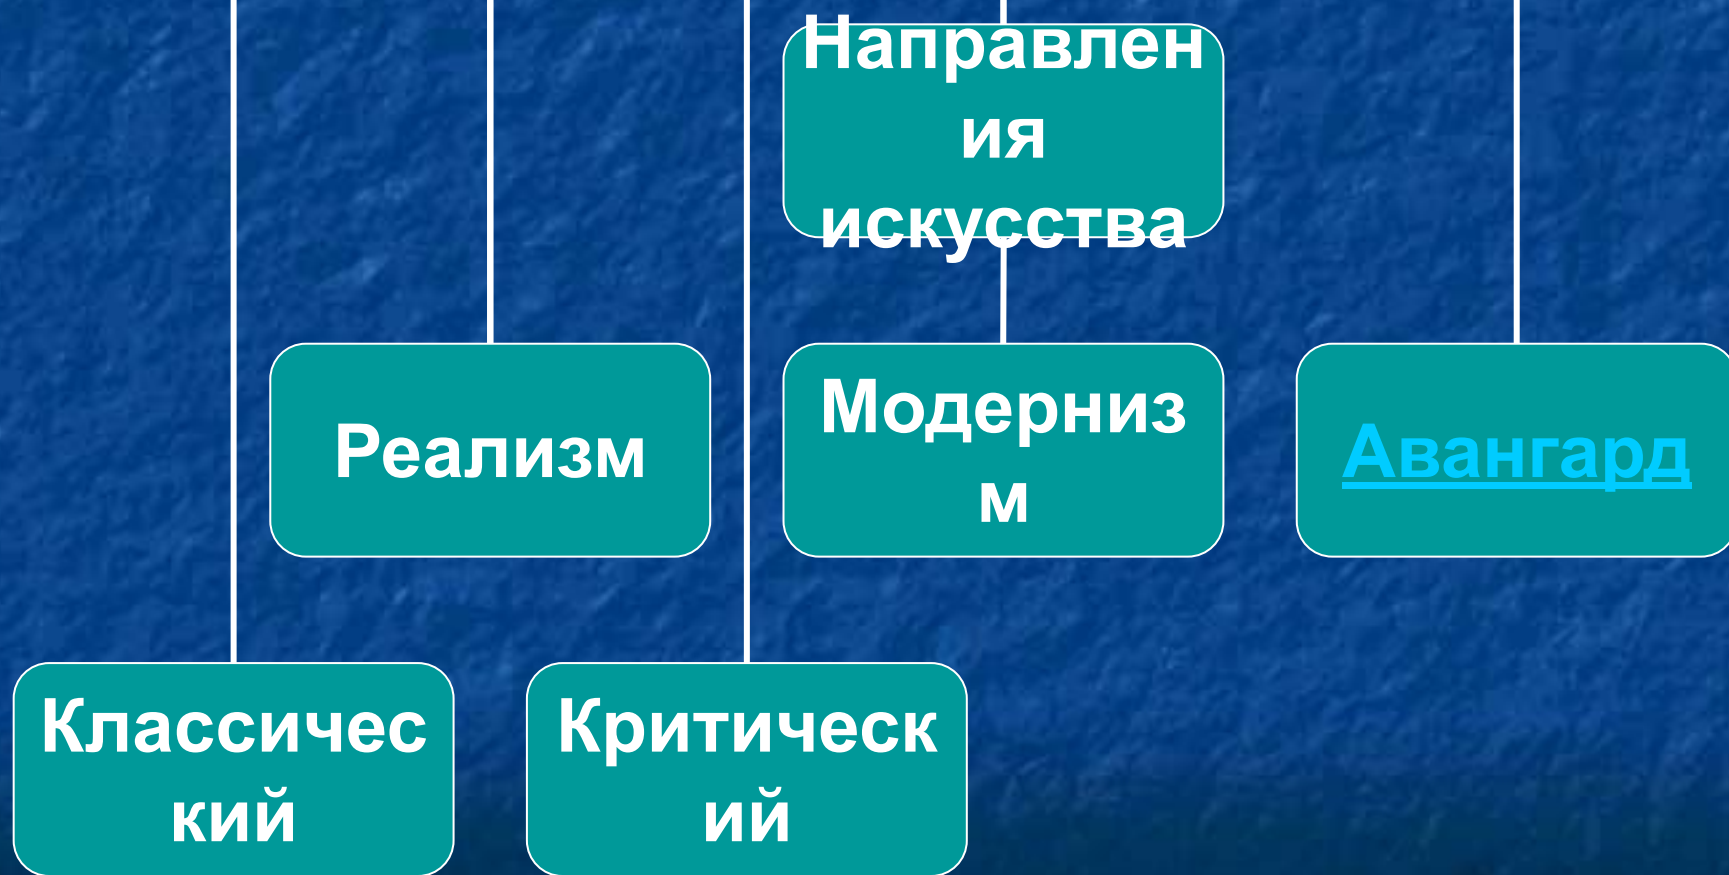 Направлен
ия
искусства
Реализм
Модерниз
м
Авангард
Классичес
кий
Критическ
ий